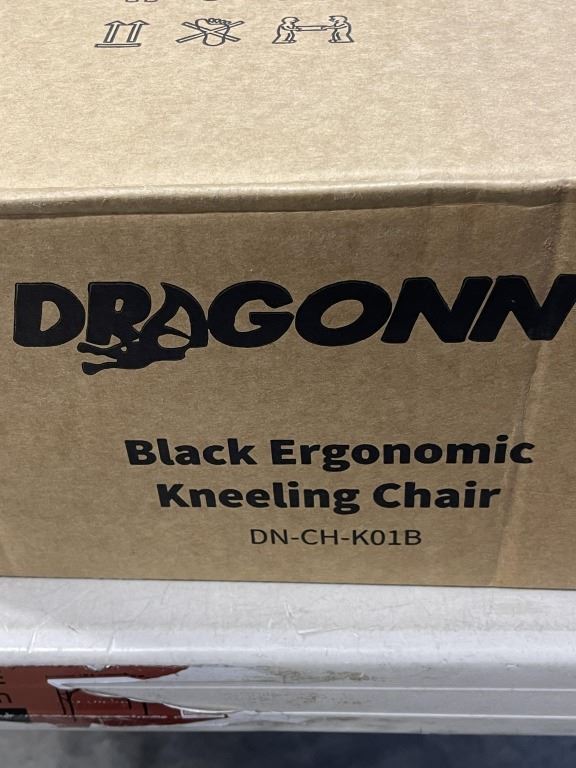 DRAGONN
Black Ergonomic
Kneeling Chair
DN-CH-K01B